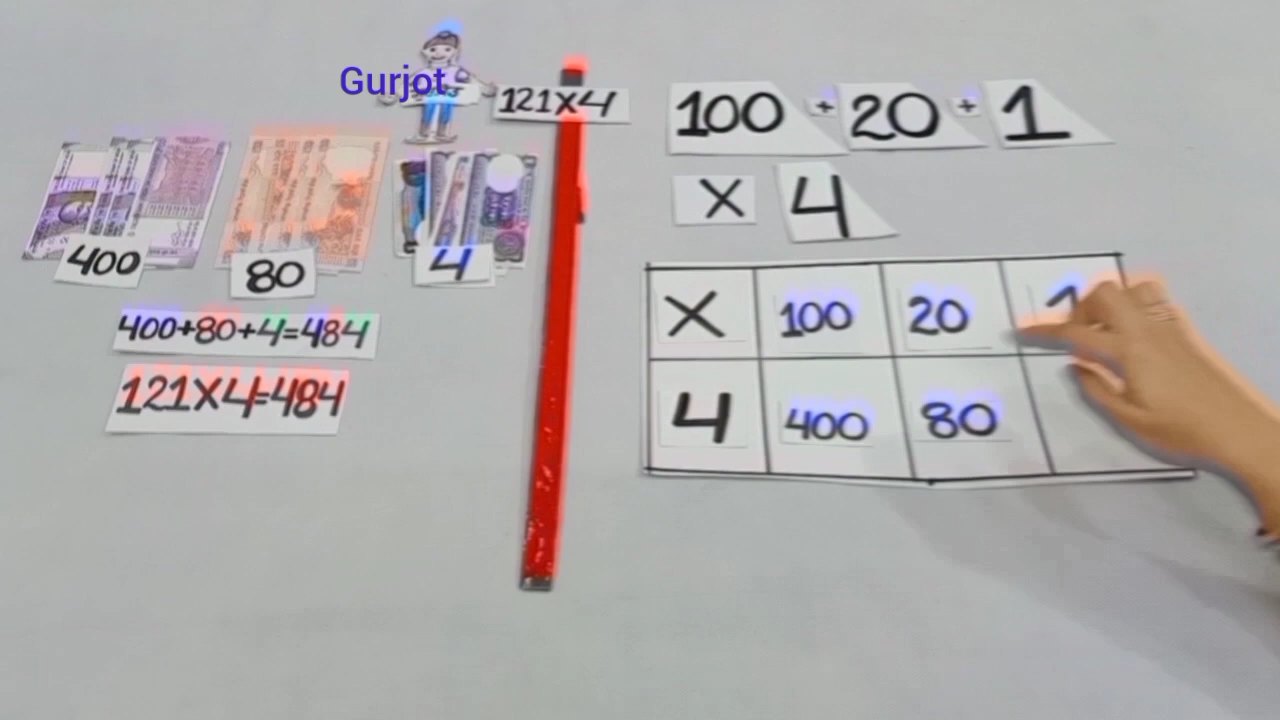 Gurjot
121x4
400
80
4
400+80+4=484
121X4=484
100 + 20 + 1
X 4
X 100 20 1
4 400 80